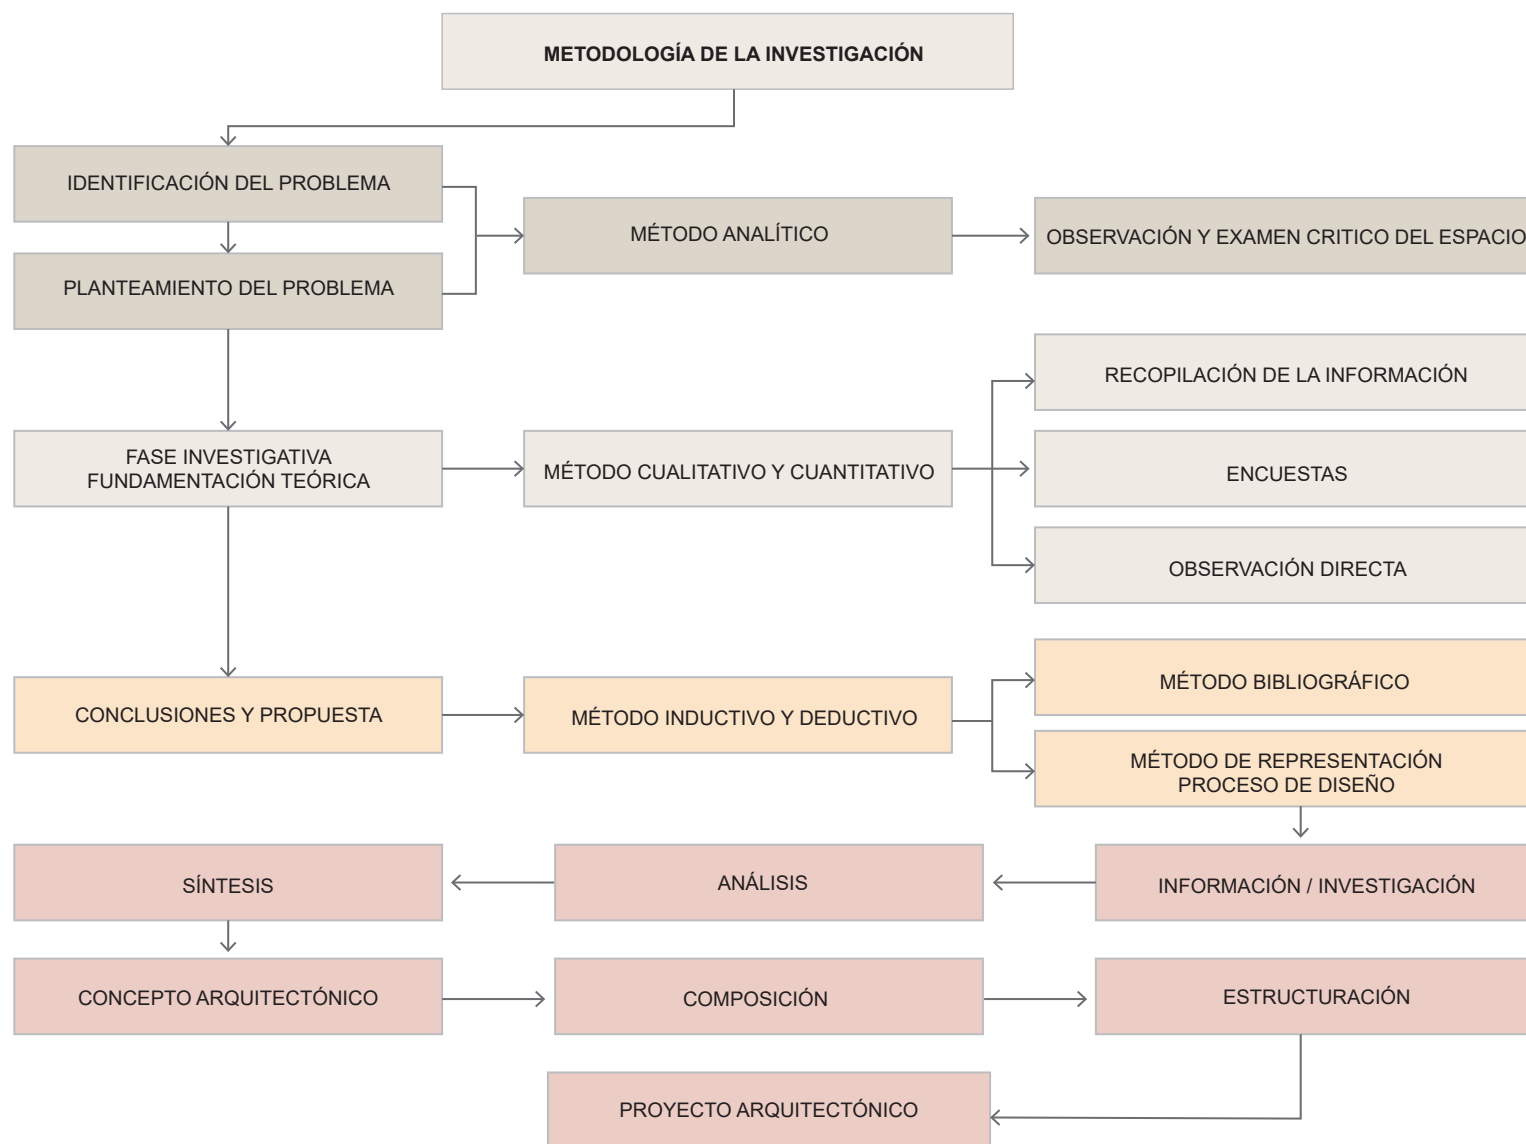 METODOLOGÍA DE LA INVESTIGACIÓN
IDENTIFICACIÓN DEL PROBLEMA
PLANTEAMIENTO DEL PROBLEMA
MÉTODO ANALÍTICO
OBSERVACIÓN Y EXAMEN CRITICO DEL ESPACIO
FASE INVESTIGATIVA
FUNDAMENTACIÓN TEÓRICA
MÉTODO CUALITATIVO Y CUANTITATIVO
RECOPILACIÓN DE LA INFORMACIÓN
ENCUESTAS
OBSERVACIÓN DIRECTA
CONCLUSIONES Y PROPUESTA
MÉTODO INDUCTIVO Y DEDUCTIVO
MÉTODO BIBLIOGRÁFICO
MÉTODO DE REPRESENTACIÓN
PROCESO DE DISEÑO
INFORMACIÓN / INVESTIGACIÓN
ANÁLISIS
SÍNTESIS
CONCEPTO ARQUITECTÓNICO
COMPOSICIÓN
ESTRUCTURACIÓN
PROYECTO ARQUITECTÓNICO